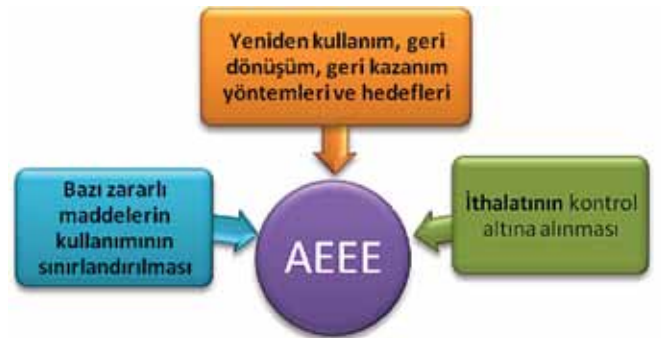 Yeniden kullanım, geri
dönüşüm, geri kazanım
yöntemleri ve hedefleri
Bazı zararlı
maddelerin
kullanımının
sınırlandırılması
AEEE
İthalatının kontrol
altına alınması